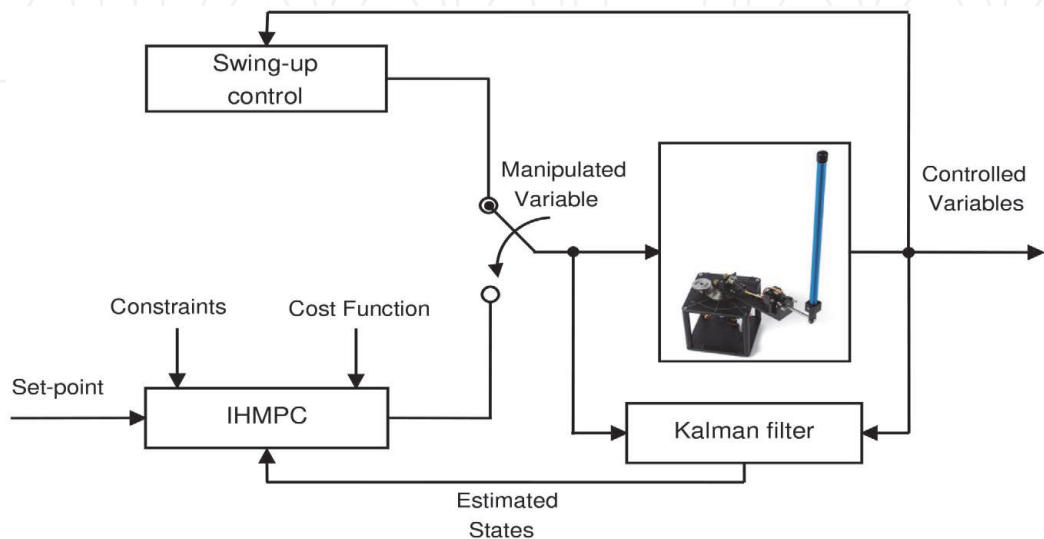 Swing-up
control
Manipulated
Variable
Controlled
Variables
Constraints
Cost Function
Set-point
IHMPC
Kalman filter
Estimated
States